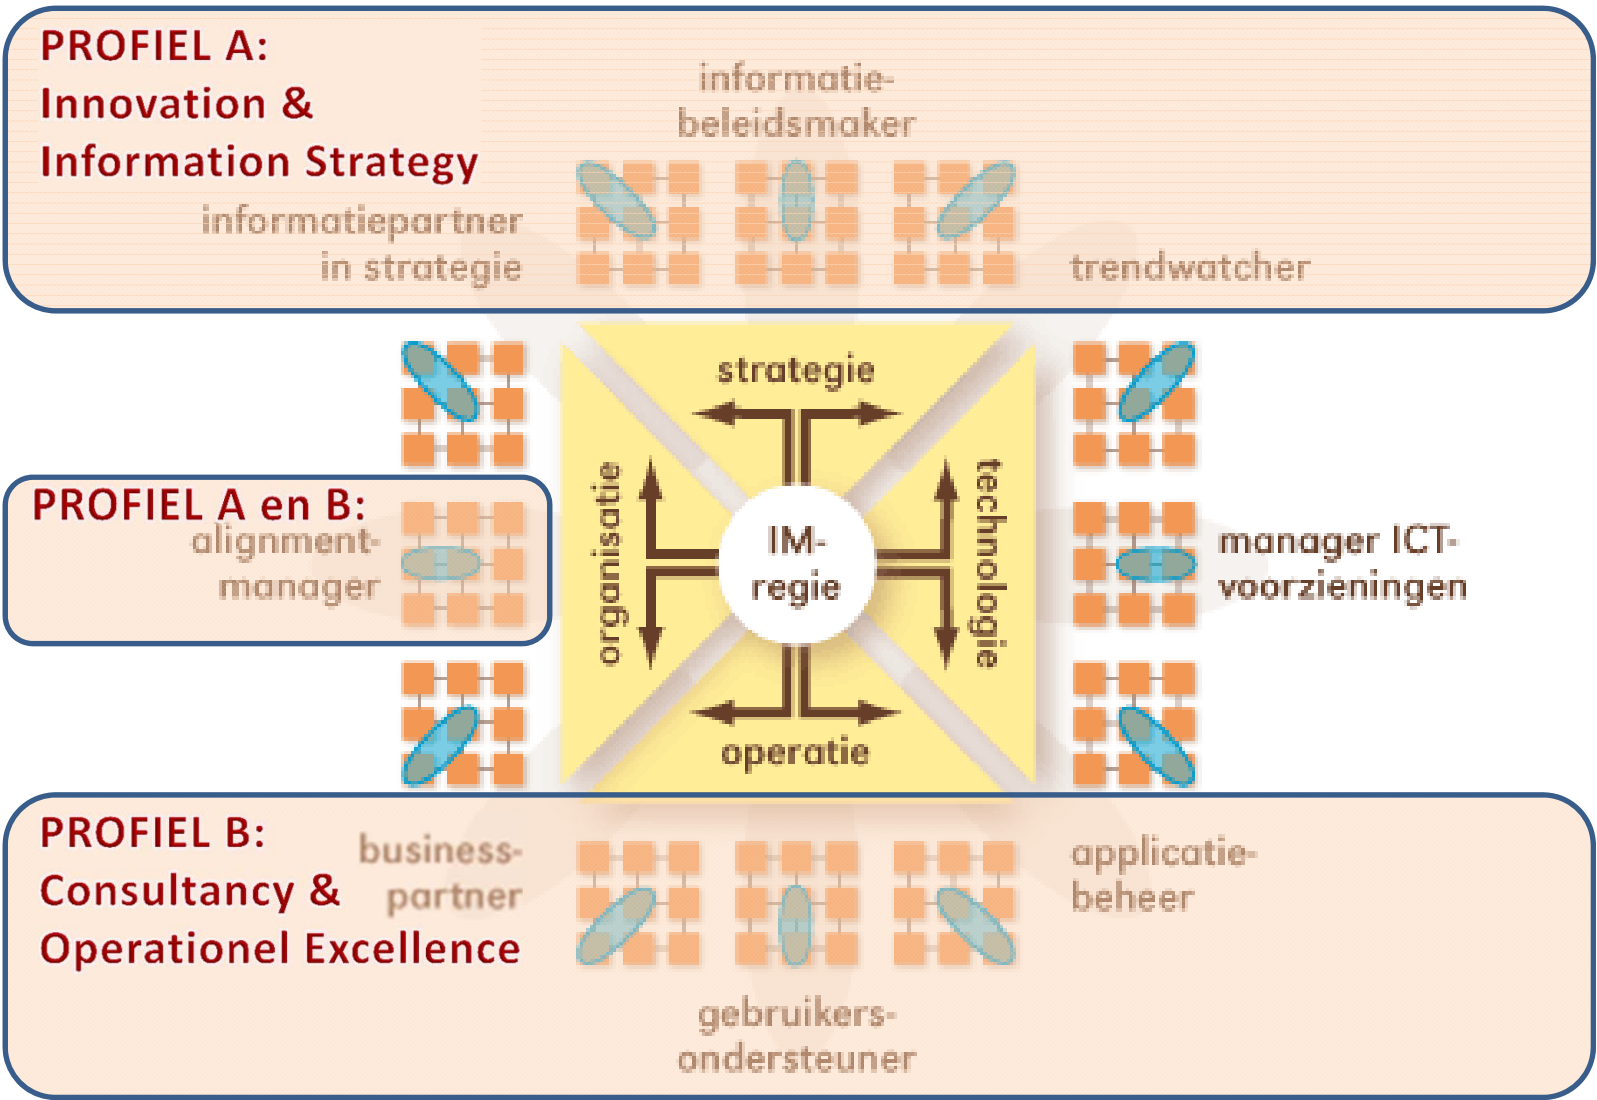 PROFIEL A:
Innovation &
Information Strategy
informatie-
beleidsmaker
informatiepartner
in strategie
trendwatcher
strategie
PROFIEL A en B:
alignment-
manager
organisatie
IM-
regie
technologie
manager ICT-
voorzieningen
operatie
PROFIEL B:
Consultancy &
Operationel Excellence
business-
partner
applicatie-
beheer
gebruikers-
ondersteuner